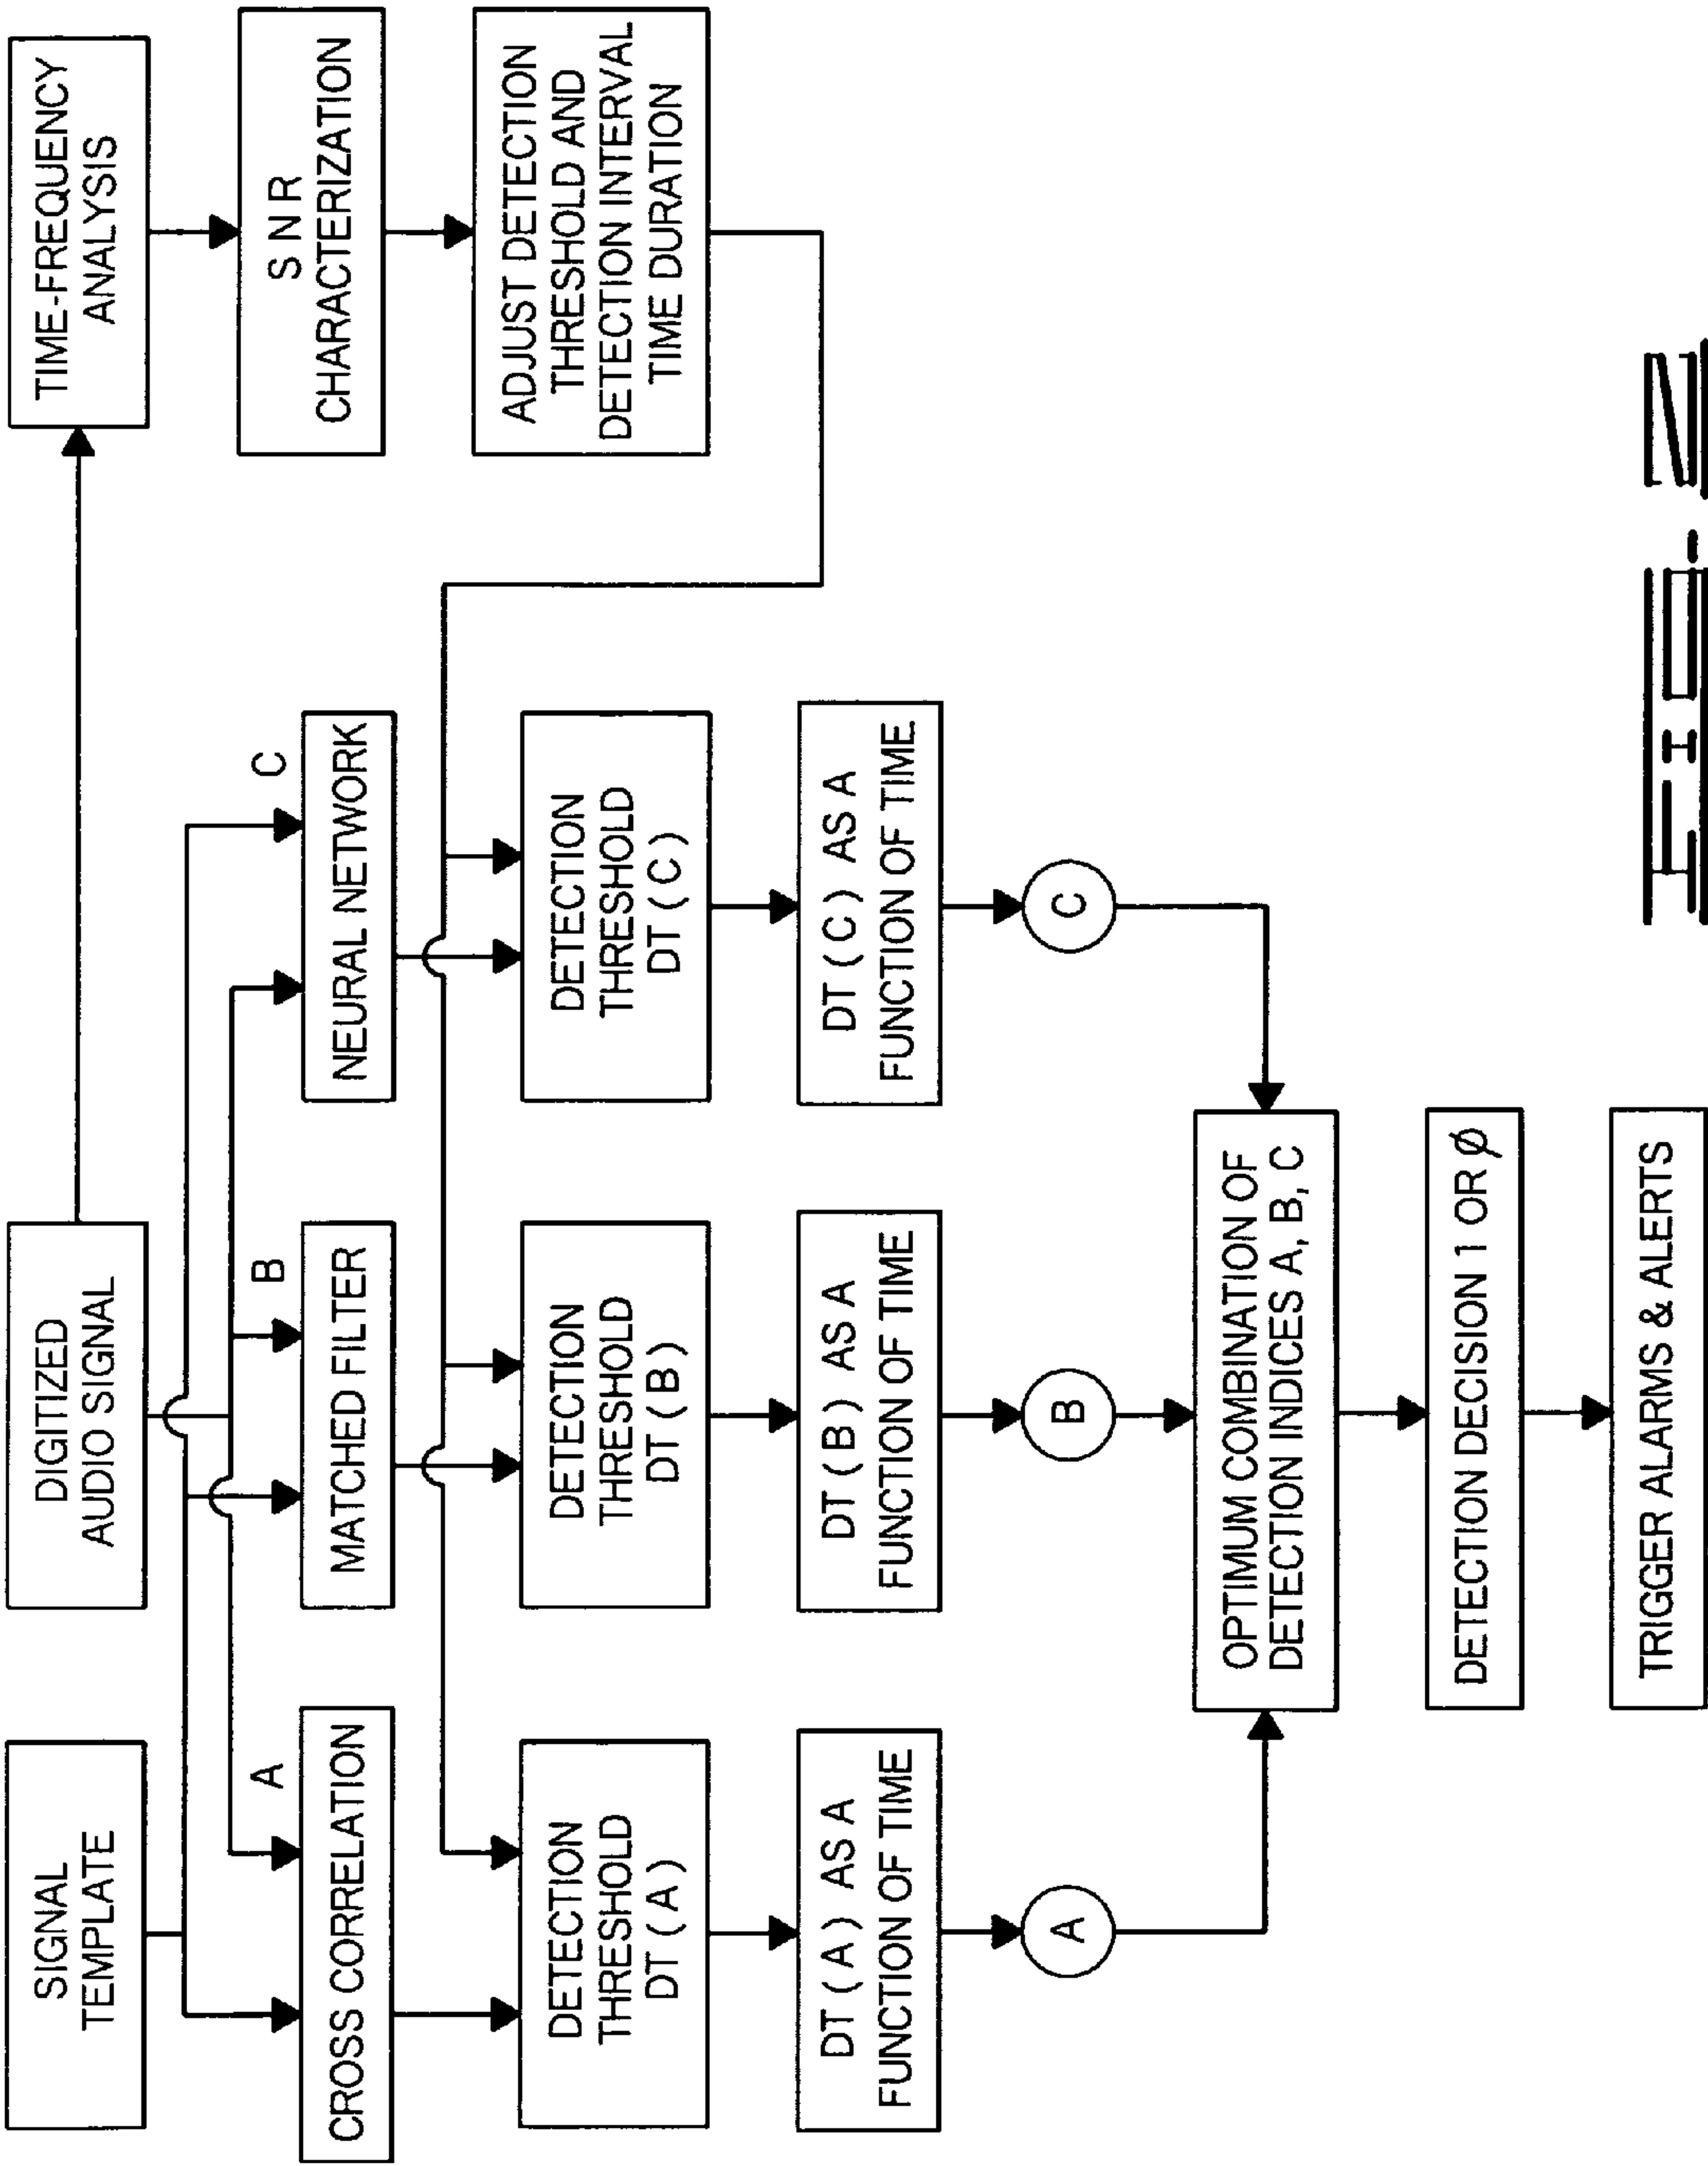 SIGNAL
TEMPLATE
DIGITIZED
AUDIO SIGNAL
TIME-FREQUENCY
ANALYSIS
A
B
C
CROSS CORRELATION
MATCHED FILTER
NEURAL NETWORK
S N R
CHARACTERIZATION
DETECTION
THRESHOLD
DT ( A )
DETECTION
THRESHOLD
DT ( B )
DETECTION
THRESHOLD
DT ( C )
ADJUST DETECTION
THRESHOLD AND
DETECTION INTERVAL
TIME DURATION
DT ( A ) AS A
FUNCTION OF TIME
DT ( B ) AS A
FUNCTION OF TIME
DT ( C ) AS A
FUNCTION OF TIME
A
B
C
OPTIMUM COMBINATION OF
DETECTION INDICES A, B, C
DETECTION DECISION 1 OR Ø
TRIGGER ALARMS & ALERTS